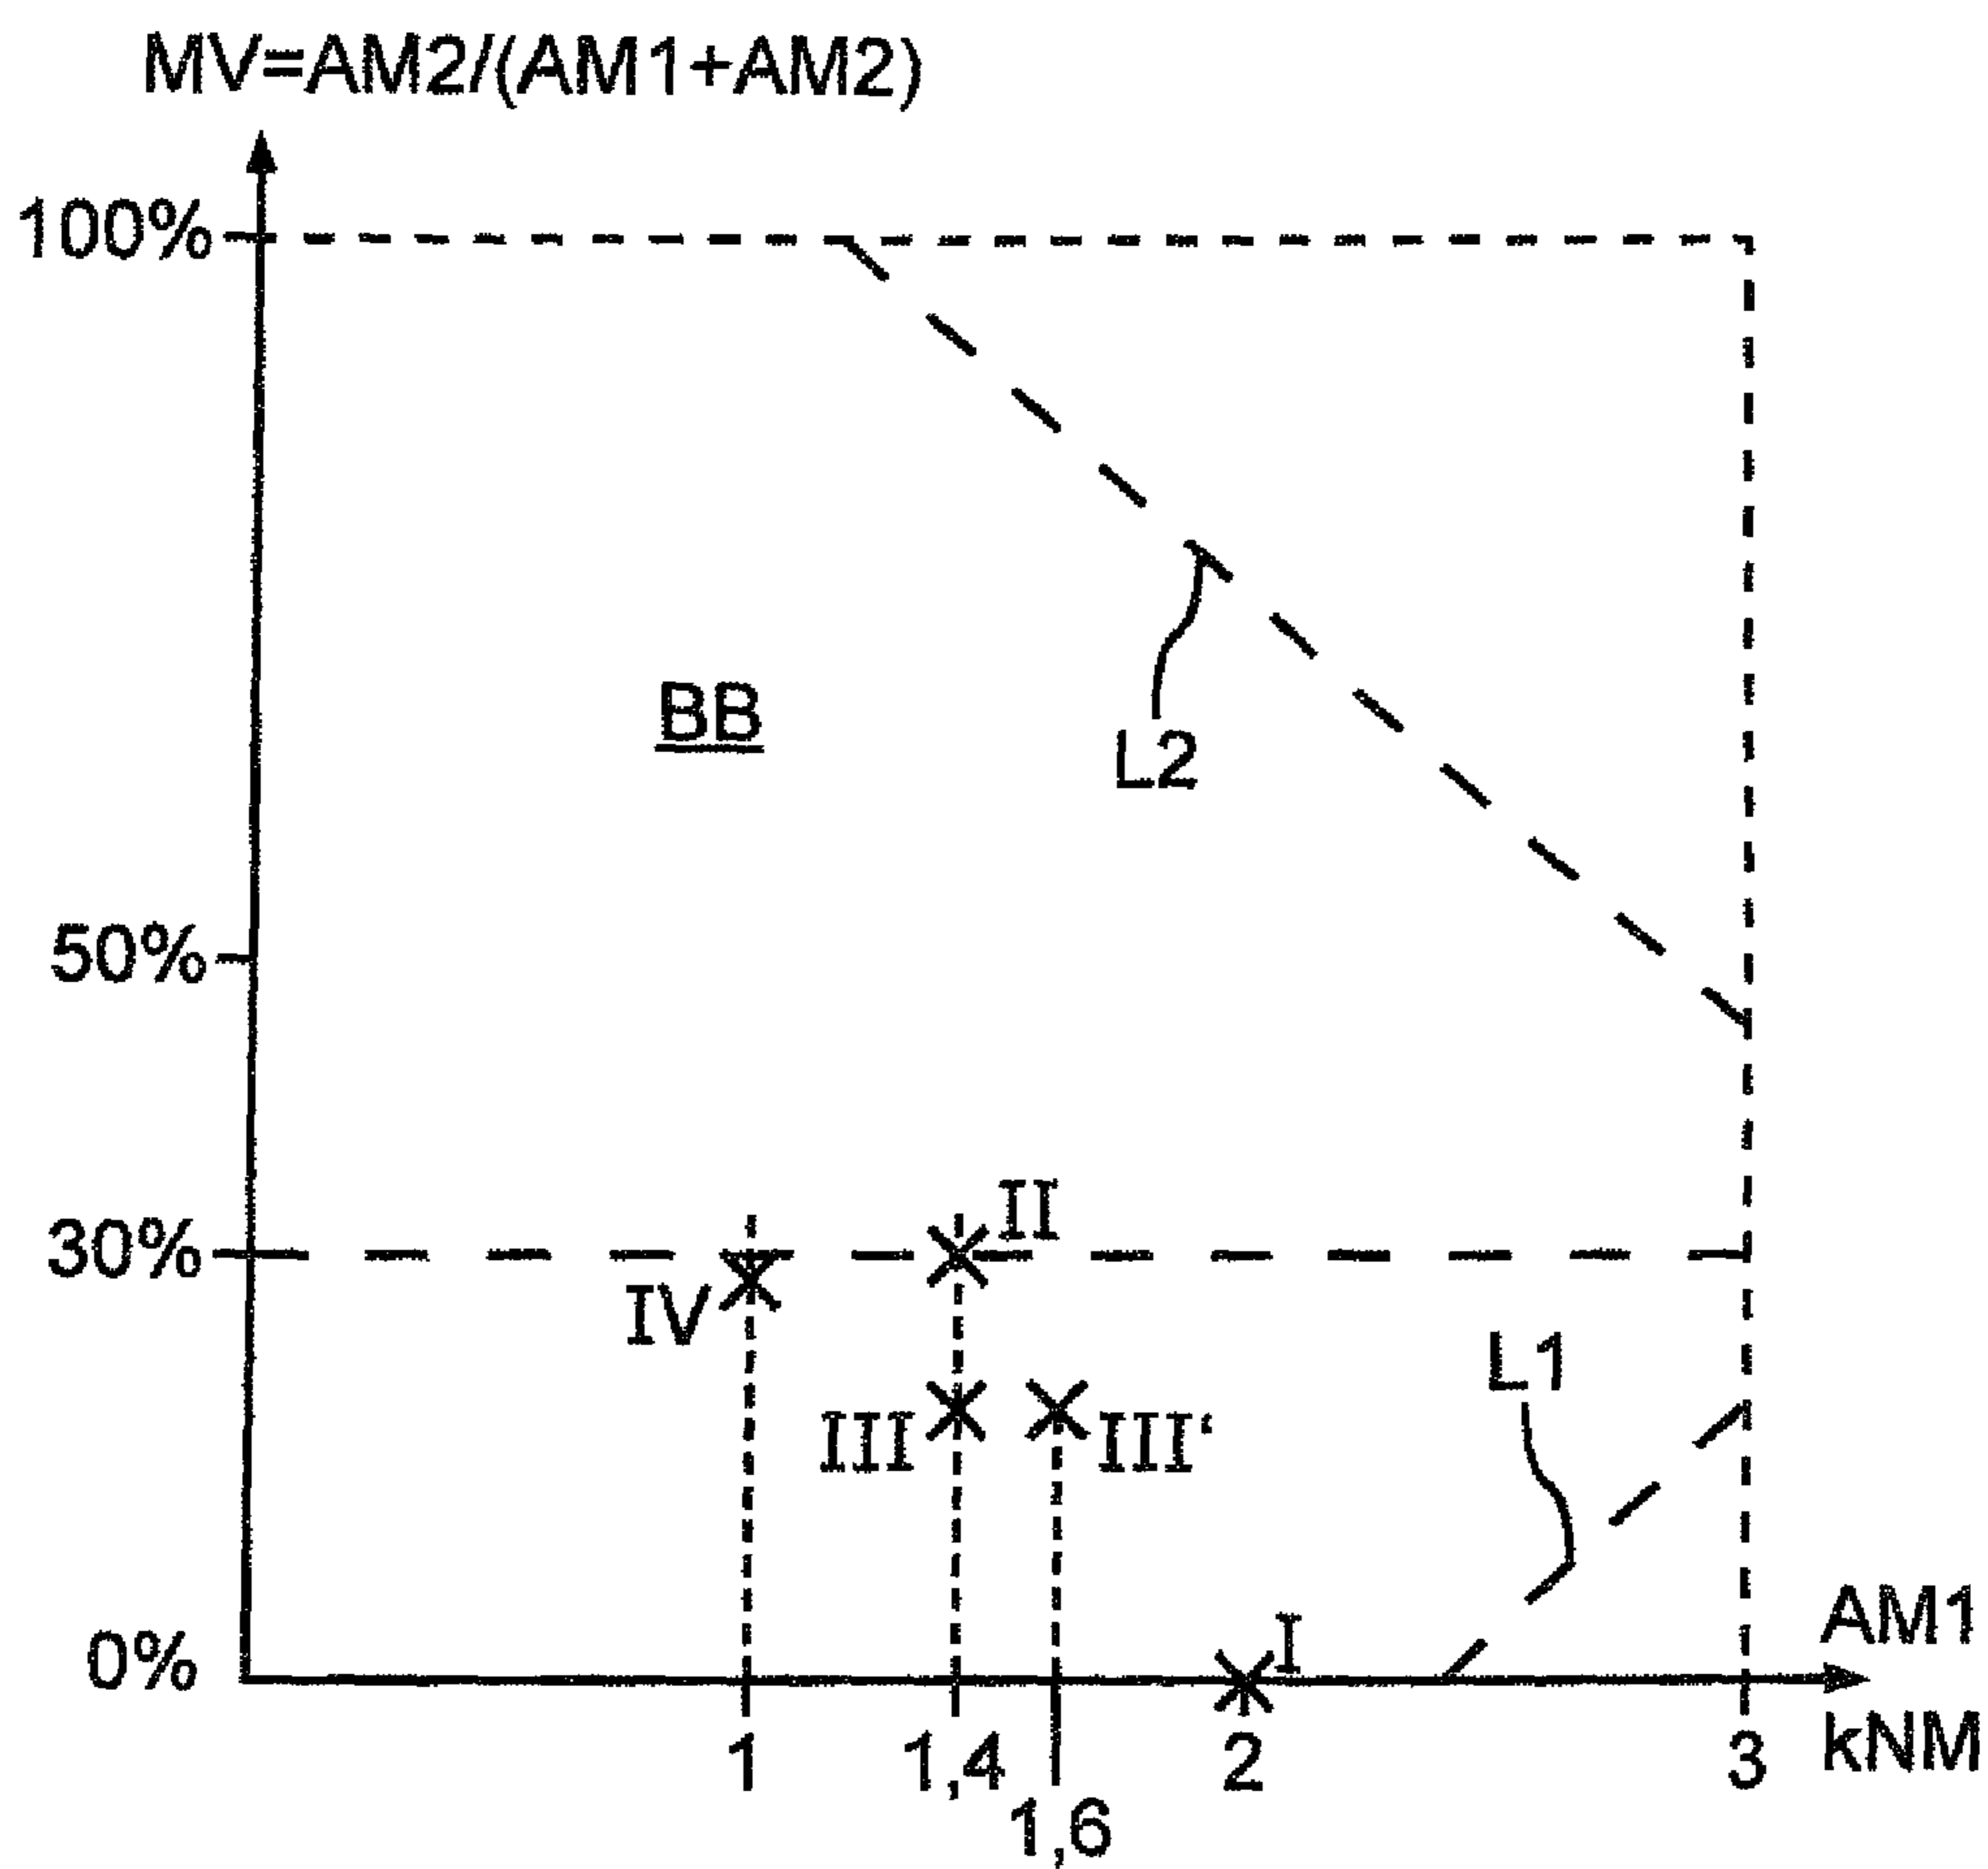 MV=AM2/(AM1+AM2)
100%
BB
L2
50%
II
30%
IV
L1
III
III‘
I
AM1
0%
kNM
1
1,4
2
3
1,6